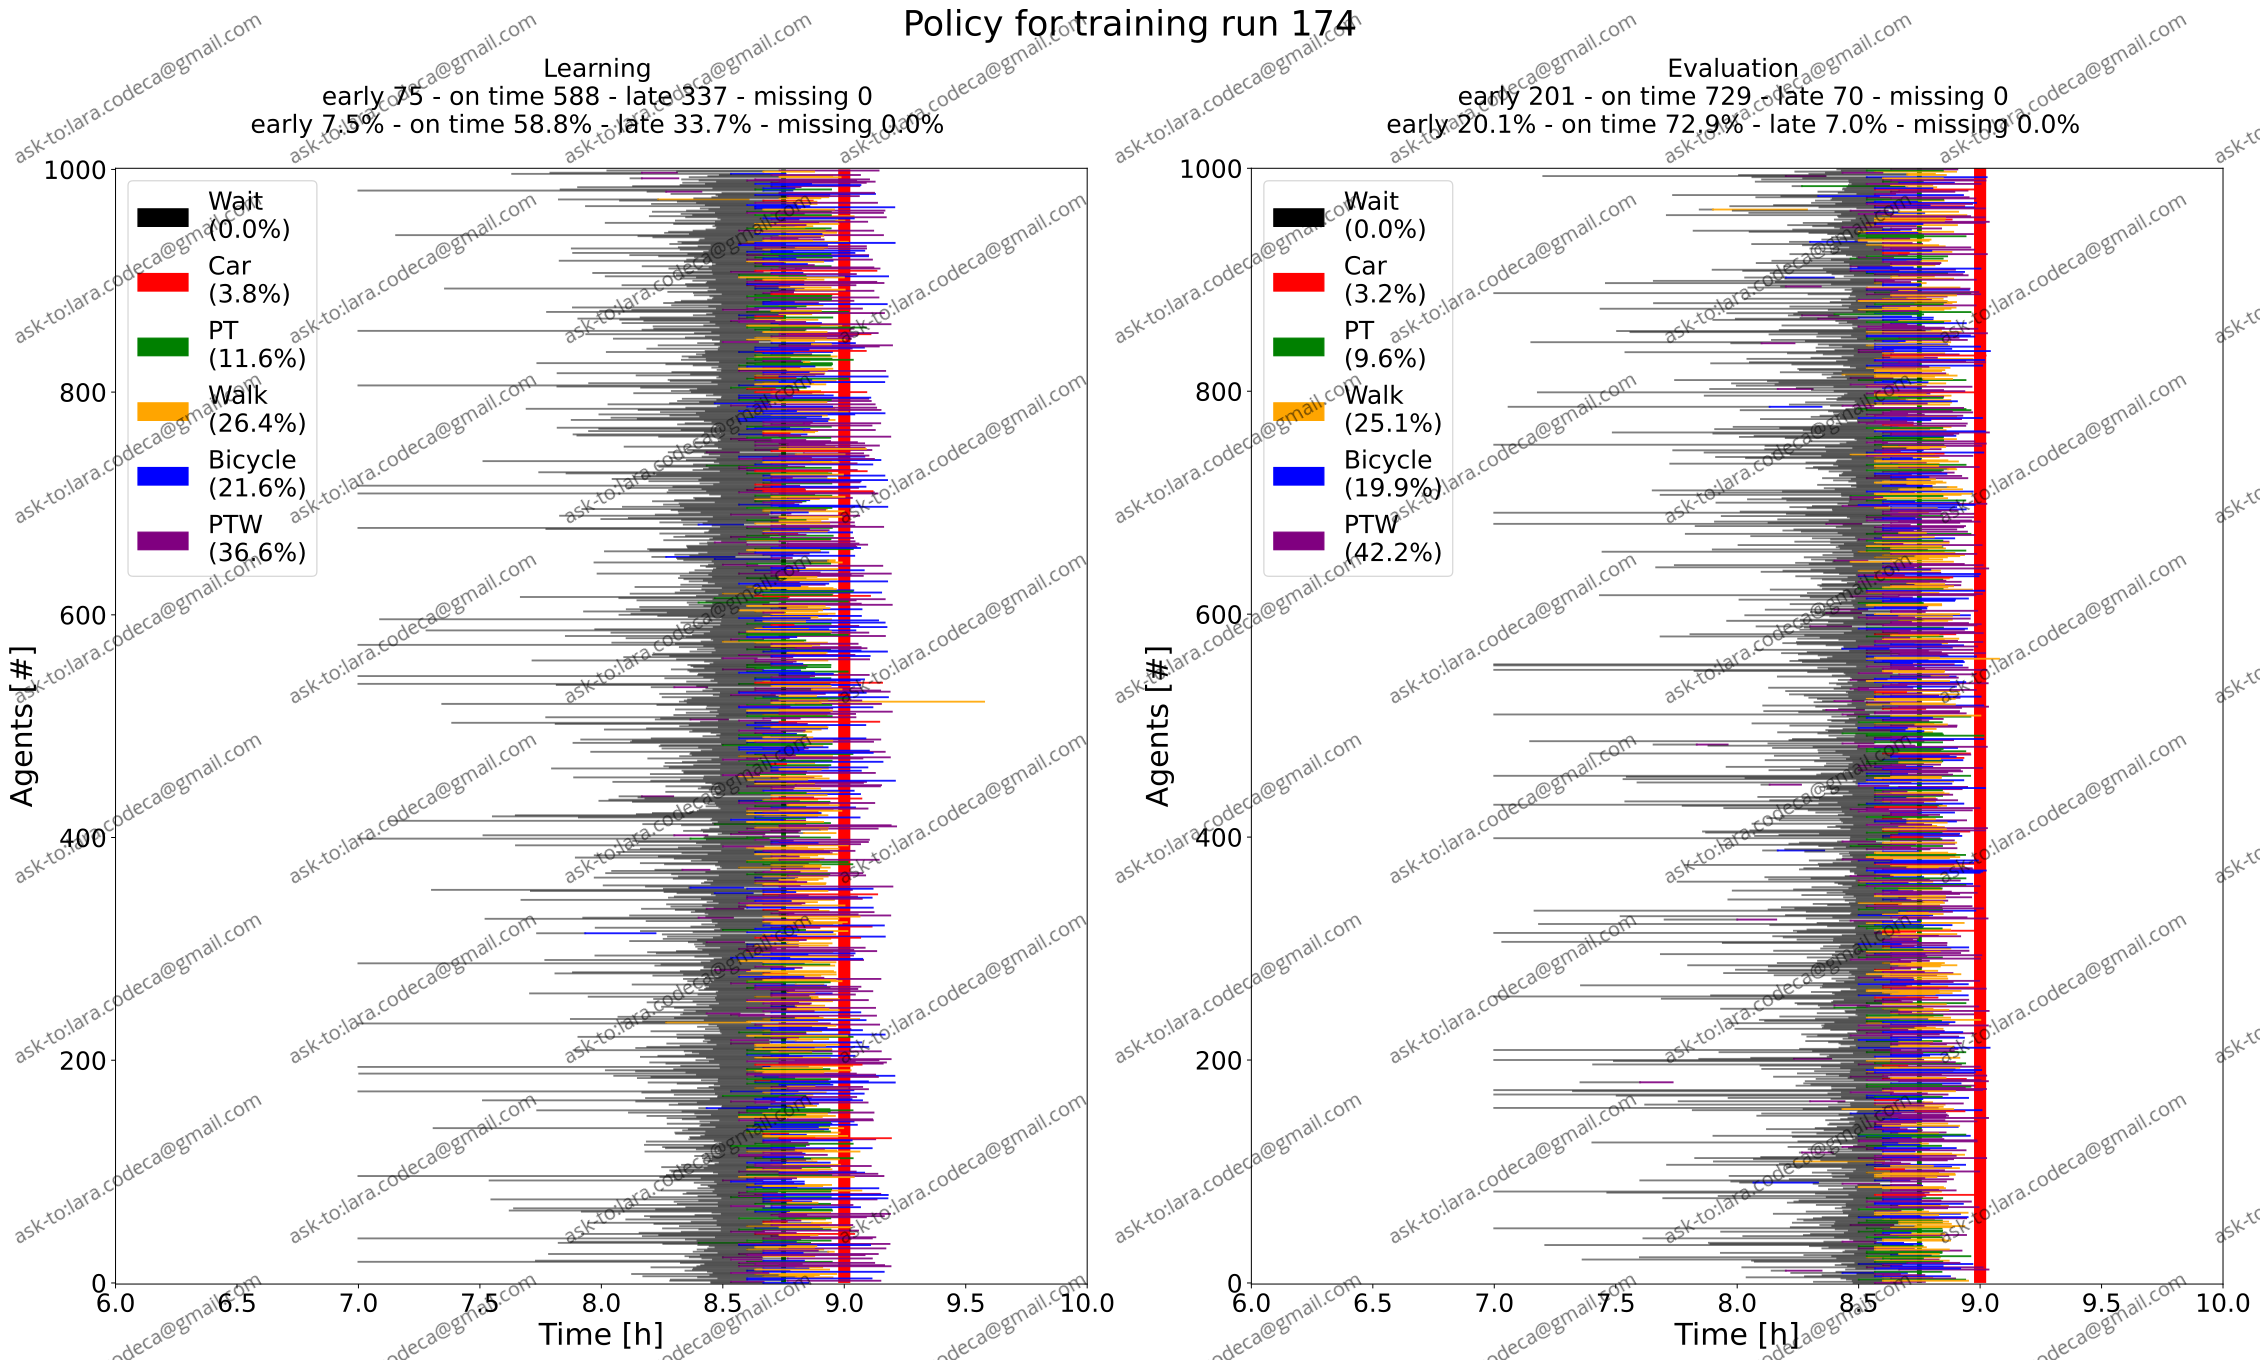 Policy for training run 174
Learning
early 75 - on time 588 - late 337 - missing 0
early 7.5% - on time 58.8% - late 33.7% - missing 0.0%
Evaluation
early 201 - on time 729 - late 70 - missing 0
early 20.1% - on time 72.9% - late 7.0% - missing 0.0%
Agents [#]
1000
800
600
400
200
0
Wait
(0.0%)
Car
(3.8%)
PT
(11.6%)
Walk
(26.4%)
Bicycle
(21.6%)
PTW
(36.6%)
6.0 6.5 7.0 7.5 8.0 8.5 9.0 9.5 10.0
Time [h]
Agents [#]
1000
800
600
400
200
0
Wait
(0.0%)
Car
(3.2%)
PT
(9.6%)
Walk
(25.1%)
Bicycle
(19.9%)
PTW
(42.2%)
6.0 6.5 7.0 7.5 8.0 8.5 9.0 9.5 10.0
Time [h]
ask-to:lara.codeca@gmail.com